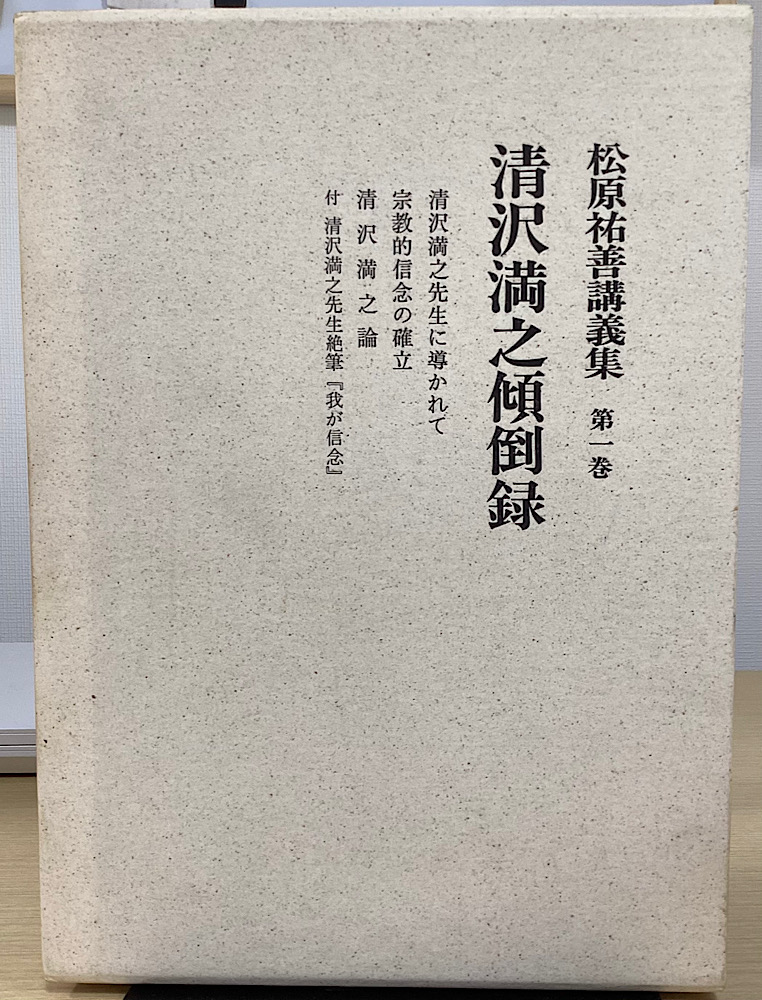 松原祐善講義集 第一巻
清沢満之傾倒録
清沢満之先生に導かれて
宗教的信念の確立
清沢満之論
付 清沢満之先生絶筆『我が信念』